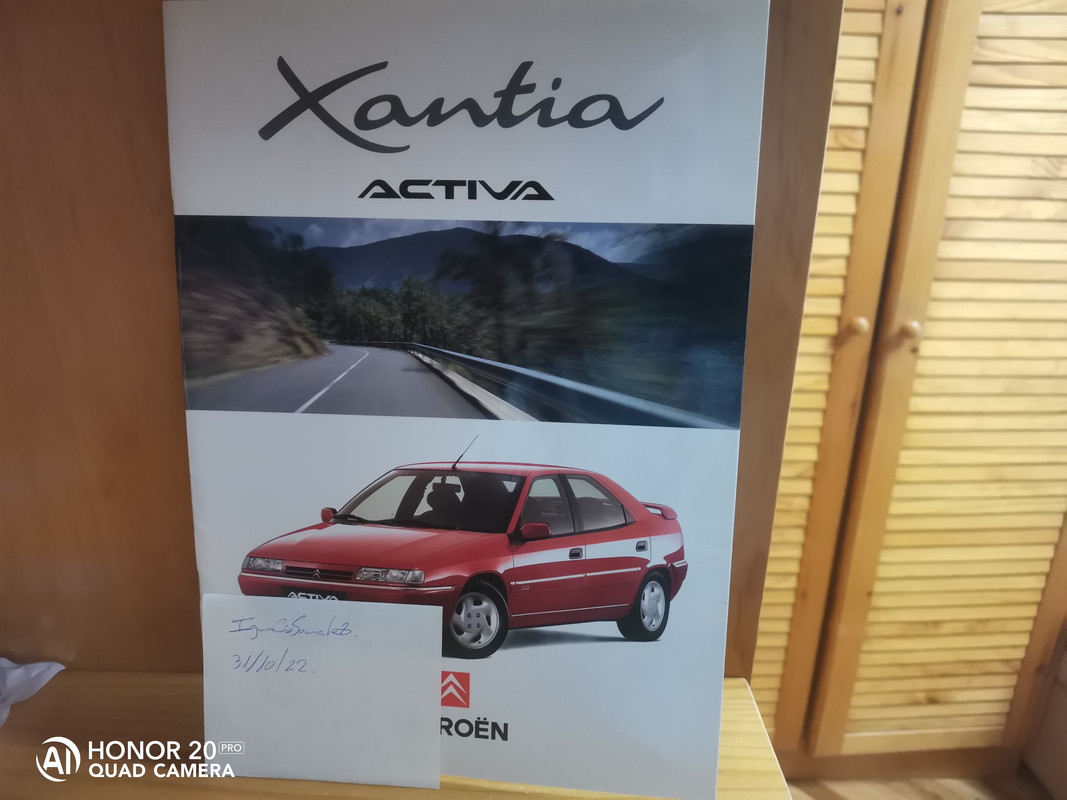 Xantia
ACTIVA
ACTIVA
31/10/22.
ROËN
HONOR 20 PRO
QUAD CAMERA